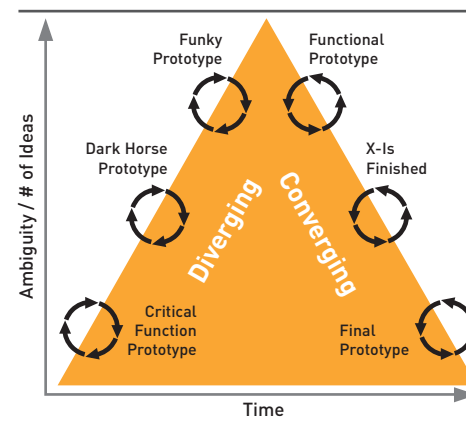 Funky
Prototype
Functional
Prototype
Dark Horse
Prototype
X-Is
Finished
Diverging
Converging
Critical
Function
Prototype
Final
Prototype
Ambiguity / # of Ideas
Time